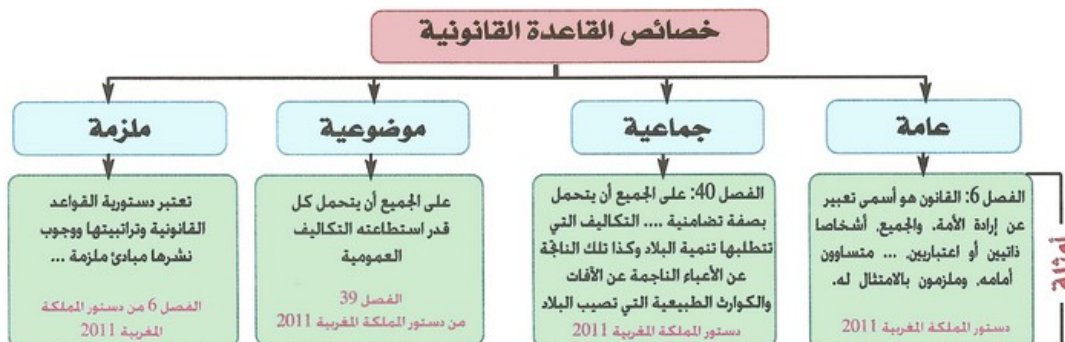 خصائص القاعدة القانونية
عامة
جماعية
موضوعية
ملزمة
أمثلة
الفصل 6: القانون هو أسمى تعبير
عن إرادة الأمة. والجميع. أشخاصا
ذاتيين أو اعتباريين. ... متساوون
أمامه. وملزمون بالامتثال له.
دستور المملكة المغربية 2011
الفصل 40: على الجميع أن يتحمل
بصفة تضامنية .... التكاليف التي
تتطلبها تنمية البلاد وكذا تلك الناتجة
عن الأعباء الناجمة عن الآفات
والكوارث الطبيعية التي تصيب البلاد
دستور المملكة المغربية 2011
على الجميع أن يتحمل كل
قدر استطاعته التكاليف
العمومية
الفصل 39
من دستور المملكة المغربية 2011
تعتبر دستورية القواعد
القانونية وتراتبيتها ووجوب
نشرها مبادئ ملزمة ...
الفصل 6 من دستور المملكة
المغربية 2011